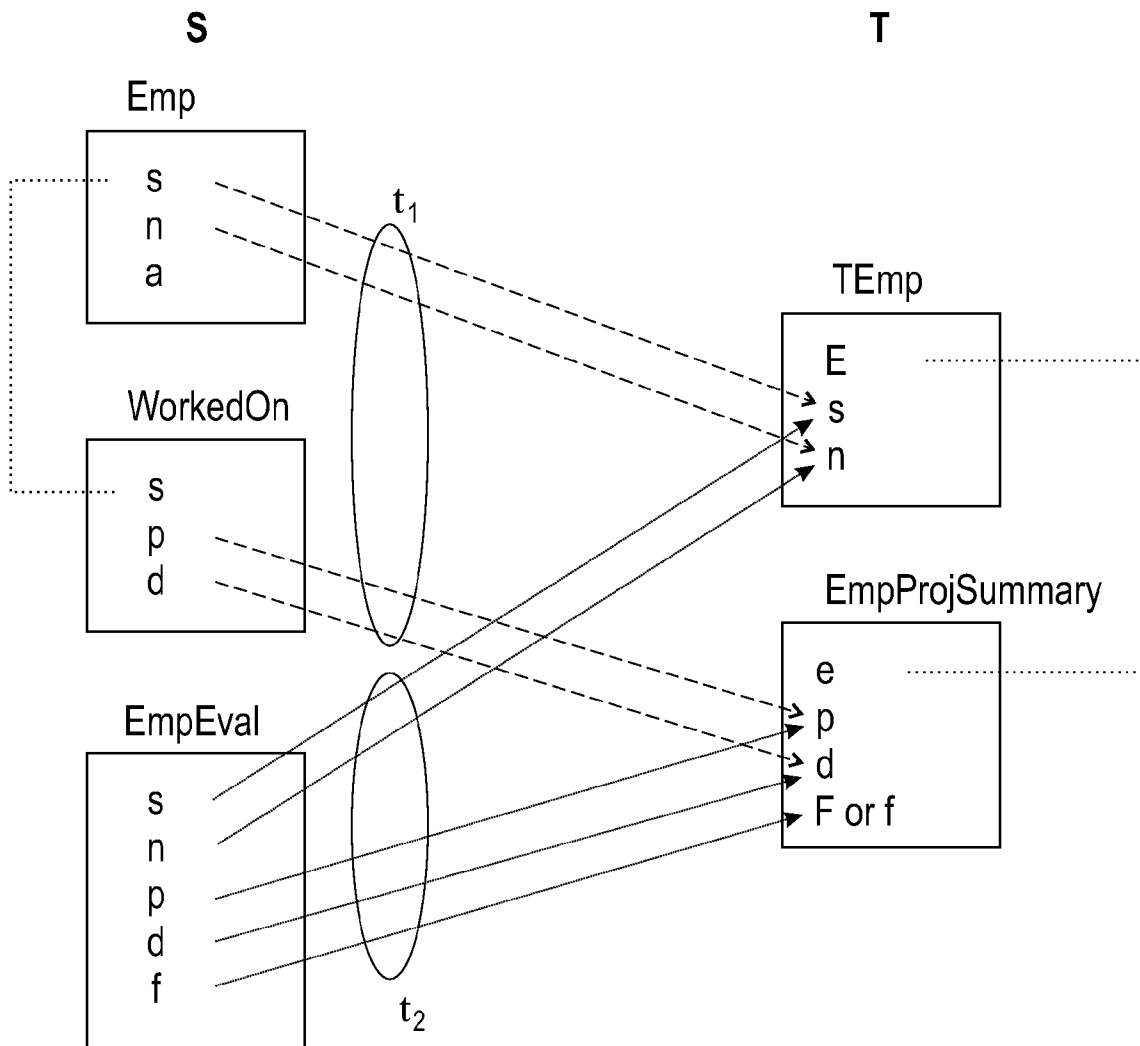 S
T
Emp
s
n
a
t1
WorkedOn
s
p
d
EmpEval
s
n
p
d
f
t2
TEmp
E
s
n
EmpProjSummary
e
p
d
F or f